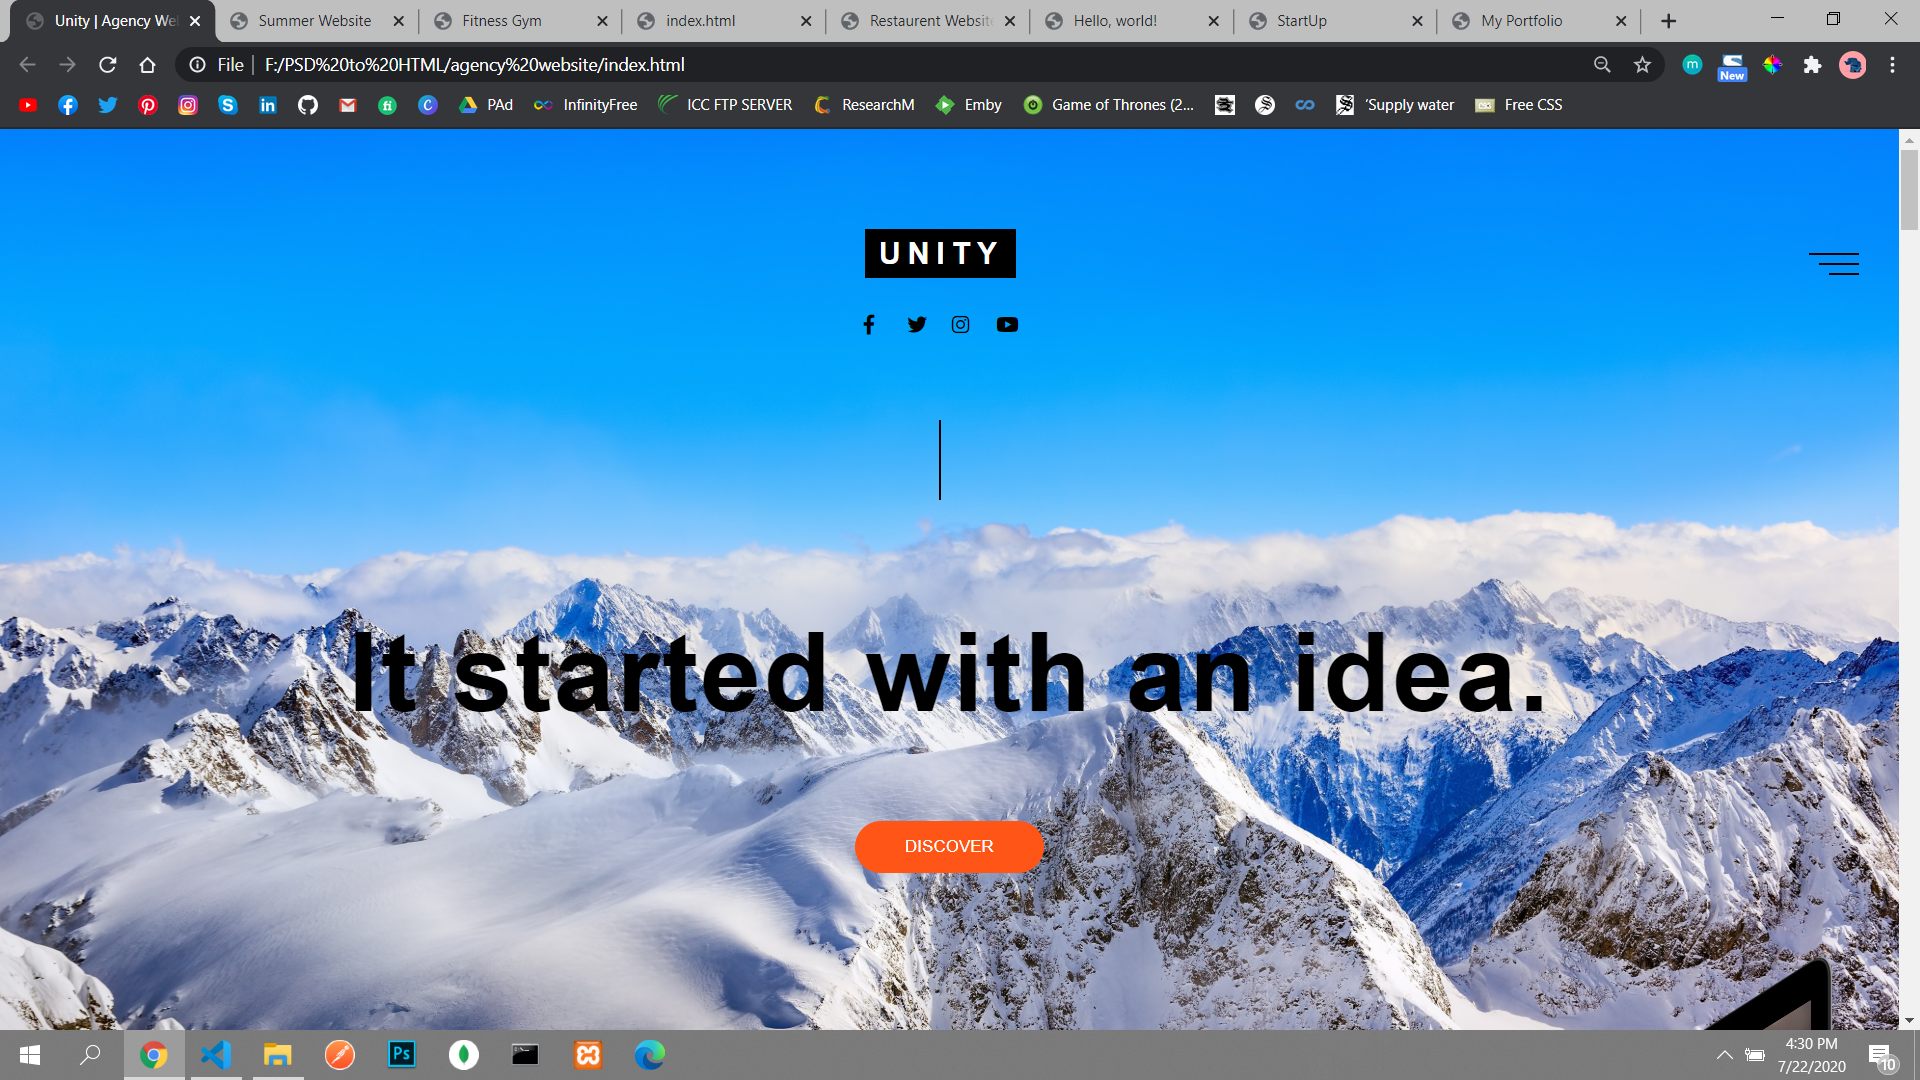 Unity | Agency We
Summer Website
Fitness Gym
index.html
Restaurent Website
Hello, world!
StartUp
My Portfolio
File
F:/PSD%20to%20HTML/agency%20website/index.html
m
New
PAd
InfinityFree
ICC FTP SERVER
ResearchM
Emby
Game of Thrones (2...
'Supply water
Free CSS
UNITY
It started with an idea.
DISCOVER
Ps
4:30 PM
7/22/2020
10